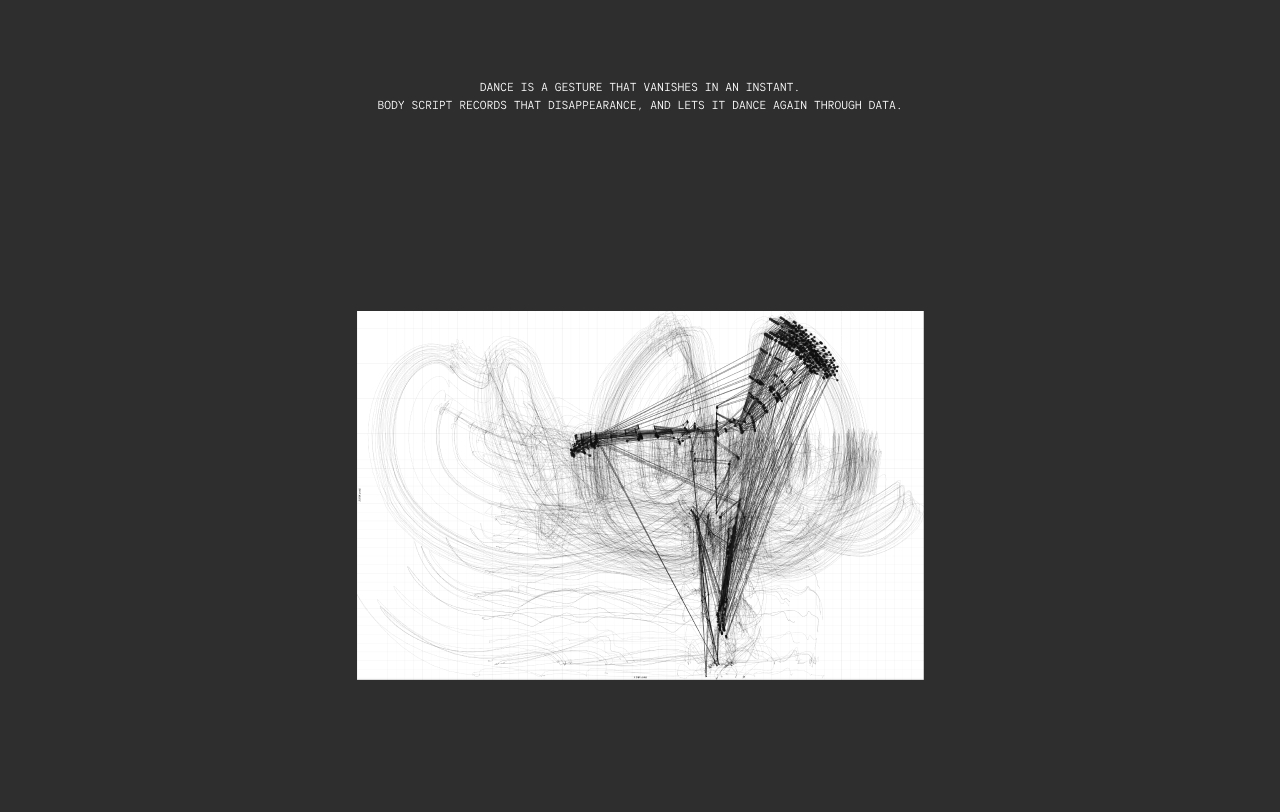 DANCE IS A GESTURE THAT VANISHES IN AN INSTANT.
BODY SCRIPT RECORDS THAT DISAPPEARANCE, AND LETS IT DANCE AGAIN THROUGH DATA.